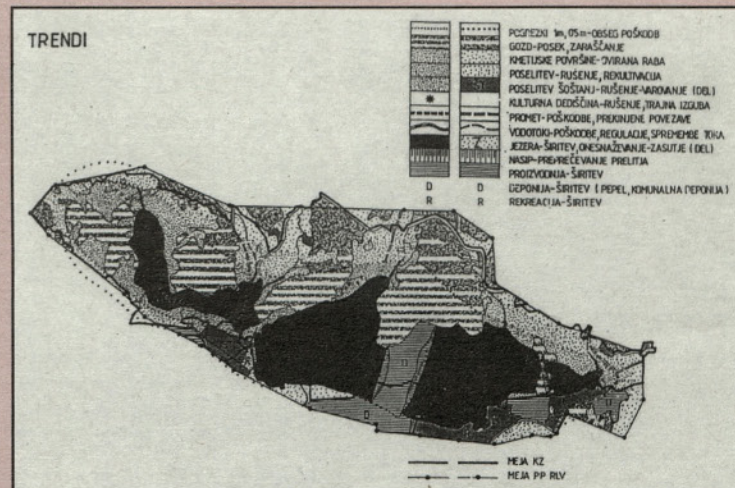 TRENDI
POGREZKI 1m, 05m-OBSEG POŠKODB
GOZD-POSEK, ZARAŠČANJE
KMETIJSKE POVRŠINE-OVIRANA RABA
POSELITEV-RUŠENJE, REKULTIVACIJA
POSELITEV ŠOŠTANJ-RUŠENJE-VAROVANJE (DEL)
KULTURNA DEDIŠČINA-RUŠENJE, TRAJNA IZGUBA
PROMET-POŠKODBE, PREKINJENE POVEZAVE
VODOTOKI-POŠKODBE, REGULACIJE, SPREMEMBE TOKA
JEZERA-ŠIRITEV, ONESNAŽEVANJE-ZASUTJE (DEL)
NASIP-PREPREČEVANJE PRELITJA
PROIZVODNJA-ŠIRITEV
D D DEPONIJA-ŠIRITEV ( PEPEL, KOMUNALNA DEPONIJA )
R R REKREACIJA-ŠIRITEV
D
D
MEJA KZ
MEJA PP RLV